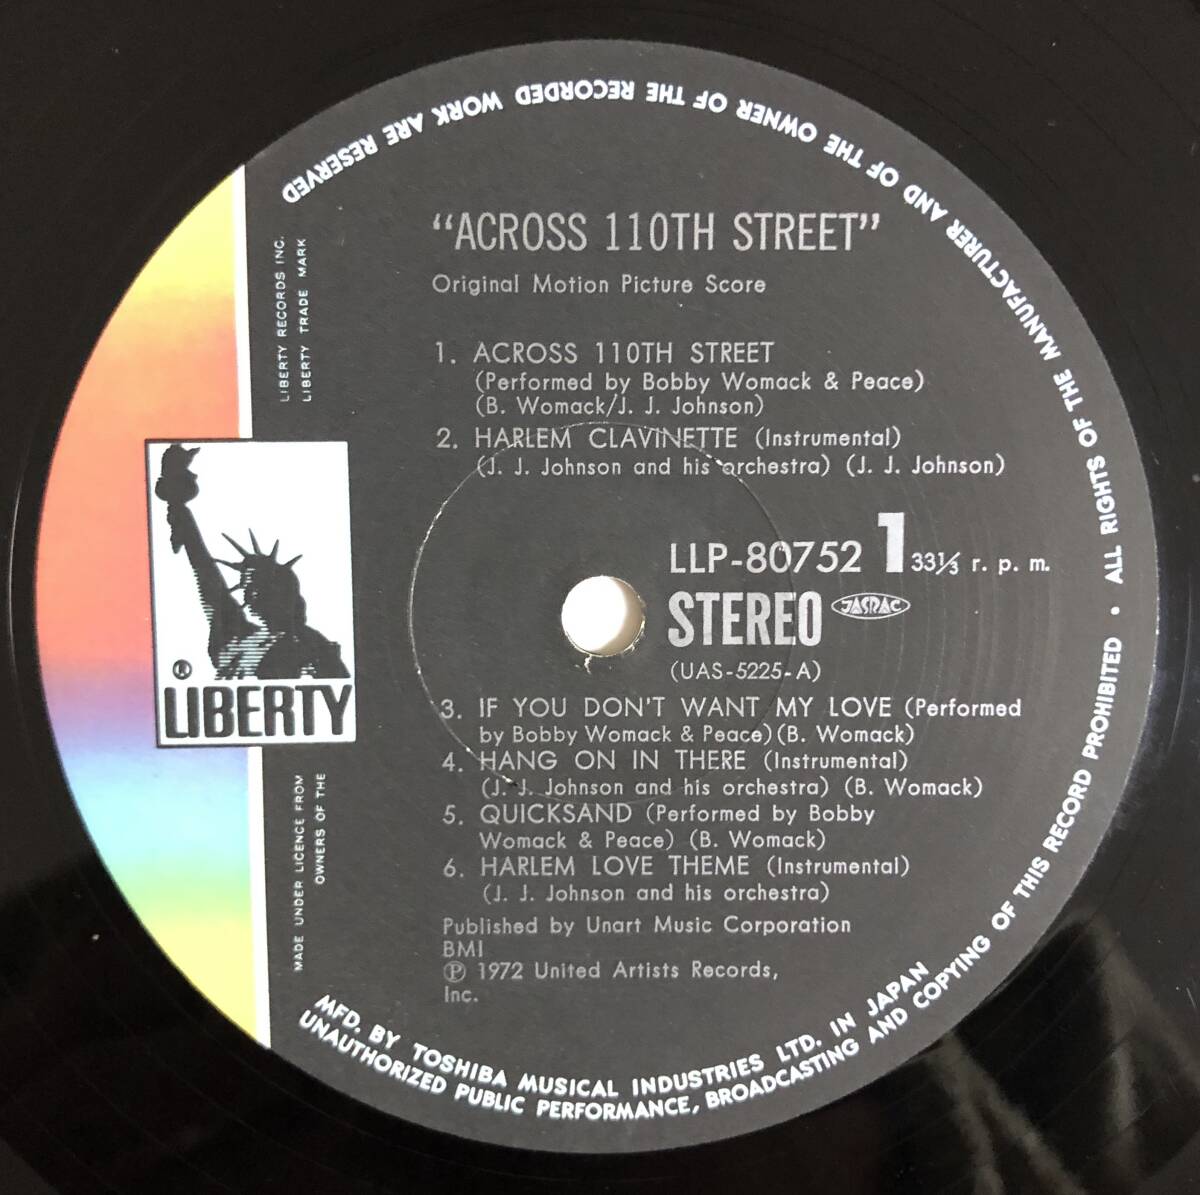 "ACROSS 110TH STREET"
Original Motion Picture Score
1. ACROSS 110TH STREET
(Performed by Bobby Womack & Peace)
(B. Womack/J. J. Johnson)
2. HARLEM CLAVINETTE (Instrumental)
(J. J. Johnson and his orchestra) (J. J. Johnson)
LLP-80752 1 33⅓ r. p. m.
STEREO JASRAC
(UAS-5225-A)
3. IF YOU DON'T WANT MY LOVE (Performed
by Bobby Womack & Peace) (B. Womack)
4. HANG ON IN THERE (Instrumental)
(J. J. Johnson and his orchestra) (B. Womack)
5. QUICKSAND (Performed by Bobby
Womack & Peace) (B. Womack)
6. HARLEM LOVE THEME (Instrumental)
(J. J. Johnson and his orchestra)
Published by Unart Music Corporation
BMI
℗ 1972 United Artists Records,
Inc.
LIBERTY RECORDS INC.
LIBERTY TRADE MARK
®
LIBERTY
MADE UNDER LICENCE FROM
OWNERS OF THE
MFD. BY TOSHIBA MUSICAL INDUSTRIES LTD. IN JAPAN
UNAUTHORIZED PUBLIC PERFORMANCE, BROADCASTING AND COPYING OF THIS RECORD PROHIBITED • ALL RIGHTS OF THE MANUFACTURER AND OF THE OWNER OF THE RECORDED WORK ARE RESERVED